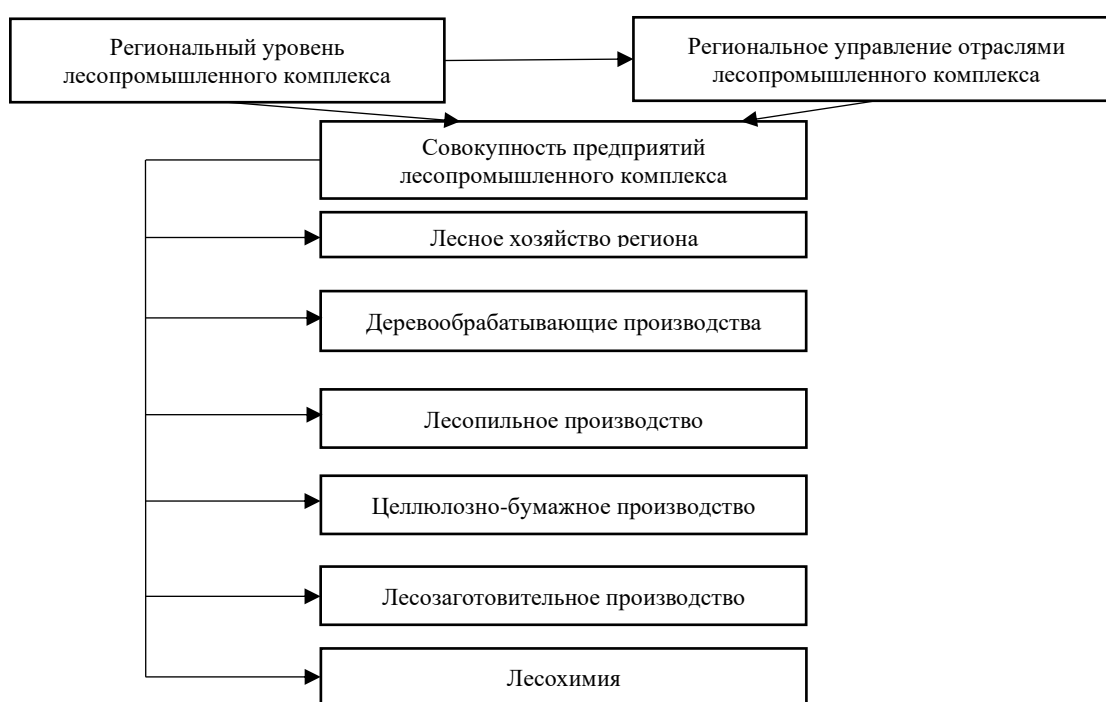 Региональный уровень
лесопромышленного комплекса
Региональное управление отраслями
лесопромышленного комплекса
Совокупность предприятий
лесопромышленного комплекса
Лесное хозяйство региона
Деревообрабатывающие производства
Лесопильное производство
Целлюлозно-бумажное производство
Лесозаготовительное производство
Лесохимия